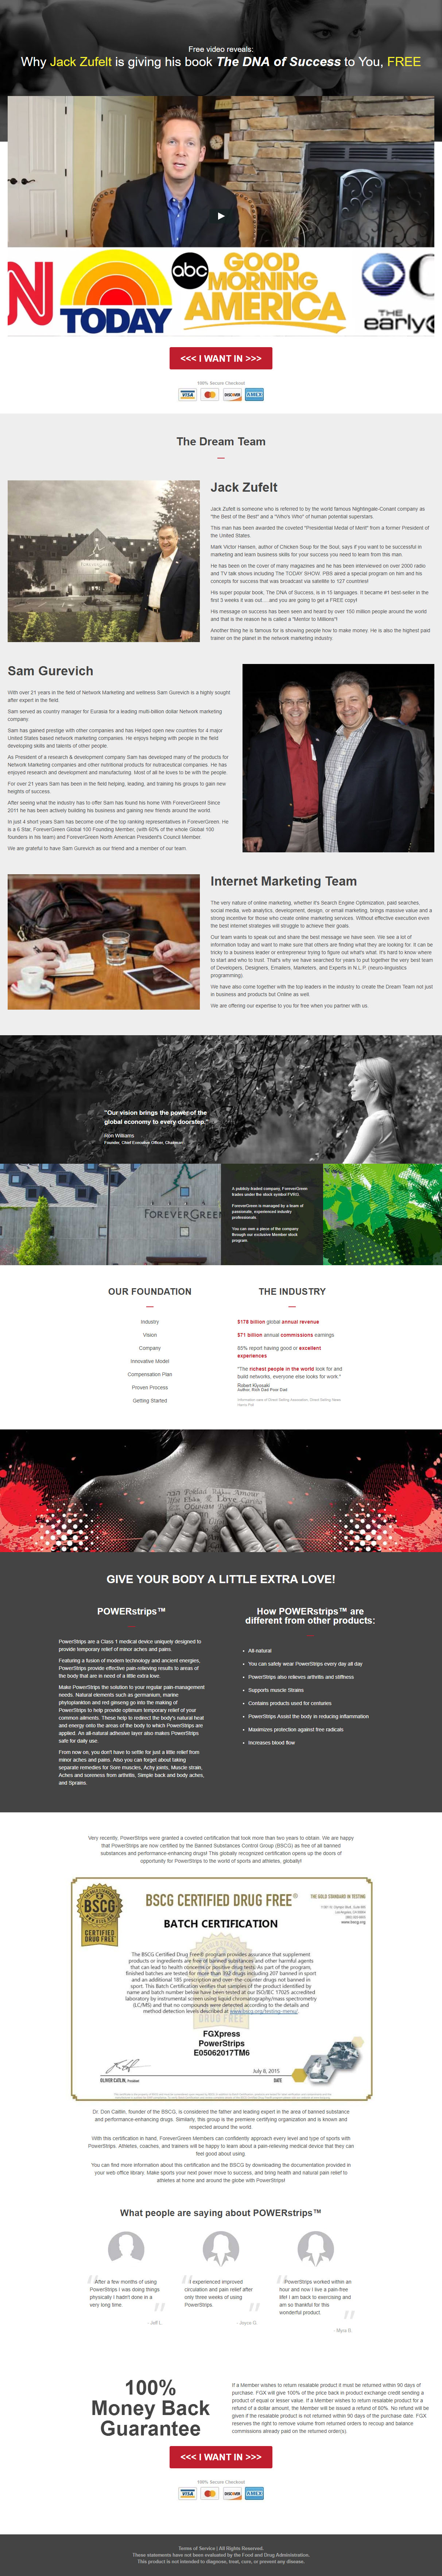 Free video reveals:
Why Jack Zufelt is giving his book The DNA of Success to You, FREE
N
TODAY
abc
GOOD
MORNING
AMERICA
C
THE
early
<<< I WANT IN >>>
100% Secure Checkout
VISA
DISCOVER
AMEX
The Dream Team
Jack Zufelt
Jack Zufelt is someone who is referred to by the world famous Nightingale-Conant company as
"the Best of the Best" and a "Who's Who" of human potential superstars.
This man has been awarded the coveted "Presidential Medal of Merit" from a former President of
the United States.
Mark Victor Hansen, author of Chicken Soup for the Soul, says if you want to be successful in
marketing and learn business skills for your success you need to learn from this man.
He has been on the cover of many magazines and he has been interviewed on over 2000 radio
and TV talk shows including The TODAY SHOW. PBS aired a special program on him and his
concepts for success that was broadcast via satellite to 127 countries!
His super popular book, The DNA of Success, is in 15 languages. It became #1 best-seller in the
first 3 weeks it was out. ...and you are going to get a FREE copy!
His message on success has been seen and heard by over 150 million people around the world
and that is the reason he is called a "Mentor to Millions"!
Another thing he is famous for is showing people how to make money. He is also the highest paid
trainer on the planet in the network marketing industry.
Sam Gurevich
With over 21 years in the field of Network Marketing and wellness Sam Gurevich is a highly sought
after expert in the field.
Sam served as country manager for Eurasia for a leading multi-billion dollar Network marketing
company.
Sam has gained prestige with other companies and has Helped open new countries for 4 major
United States based network marketing companies. He enjoys helping with people in the field
developing skills and talents of other people.
As President of a research & development company Sam has developed many of the products for
Network Marketing companies and other nutritional products for nutraceutical companies. He has
enjoyed research and development and manufacturing. Most of all he loves to be with the people.
For over 21 years Sam has been in the field helping, leading, and training his groups to gain new
heights of success.
After seeing what the industry has to offer Sam has found his home With ForeverGreen! Since
2011 he has been actively building his business and gaining new friends around the world.
In just 4 short years Sam has become one of the top ranking representatives in ForeverGreen. He
is a 6 Star, ForeverGreen Global 100 Founding Member, (with 50% of the whole Global 100
founders in his team) and ForeverGreen North American President's Council Member.
We are grateful to have Sam Gurevich as our friend and a member of our team.
Internet Marketing Team
The very nature of online marketing, whether it's Search Engine Optimization, paid searches,
social media, web analytics, development, design, or email marketing, brings massive value and a
strong incentive for those who create online marketing services. Without effective execution even
the best internet strategies will struggle to achieve their goals.
Our team wants to speak out and share the best message we have seen. We see a lot of
information today and want to make sure that others are finding what they are looking for. It can be
tricky to a business leader or entrepreneur trying to figure out what's what. It's hard to know where
to start and who to trust. That's why we have searched for years to put together the very best team
of Developers, Designers, Emailers, Marketers, and Experts in N.L.P. (neuro-linguistics
programming).
We have also come together with the top leaders in the industry to create the Dream Team not just
in business and products but Online as well.
We are offering our expertise to you for free when you partner with us.
"Our vision brings the power of the
global economy to every doorstep."
Ron Williams
Founder, Chief Executive Officer, Chairman
FOREVERGREEN
A publicly-traded company, ForeverGreen
trades under the stock symbol FVRG.
ForeverGreen is managed by a team of
passionate, experienced industry
professionals.
You can own a piece of the company
through our exclusive Member stock
program.
OUR FOUNDATION
Industry
Vision
Company
Innovative Model
Compensation Plan
Proven Process
Getting Started
THE INDUSTRY
$178 billion global annual revenue
$71 billion annual commissions earnings
85% report having good or excellent
experiences
"The richest people in the world look for and
build networks, everyone else looks for work."
Robert Kiyosaki
Author, Rich Dad Poor Dad
GIVE YOUR BODY A LITTLE EXTRA LOVE!
POWERstrips™
PowerStrips are a Class 1 medical device uniquely designed to
provide temporary relief of minor aches and pains.
Featuring a fusion of modern technology and ancient energies,
PowerStrips provide effective pain-relieving results to areas of
the body that are in need of a little extra love.
Make PowerStrips the solution to your regular pain-management
needs. Natural elements such as germanium, marine
phytoplankton and red ginseng go into the making of
PowerStrips to help provide optimum temporary relief of your
common ailments. These help to redirect the body's natural heat
and energy onto the areas of the body to which PowerStrips are
applied. An all-natural adhesive layer also makes PowerStrips
safe for daily use.
From now on, you don't have to settle for just a little relief from
minor aches and pains. Also you can forget about taking
separate remedies for Sore muscles, Achy joints, Muscle strain,
Aches and soreness from arthritis, Simple back and body aches,
and Sprains.
How POWERstrips™ are
different from other products:
All-natural
You can safely wear PowerStrips every day all day
PowerStrips also relieves arthritis and stiffness
Supports muscle Strains
Contains products used for centuries
PowerStrips Assist the body in reducing inflammation
Maximizes protection against free radicals
Increases blood flow
Very recently, PowerStrips were granted a coveted certification that took more than two years to obtain. We are happy
that PowerStrips are now certified by the Banned Substances Control Group (BSCG) as free of all banned
substances and performance-enhancing drugs! This globally recognized certification opens up the doors of
opportunity for PowerStrips to the world of sports and athletes, globally!
BSCG
CERTIFIED
DRUG FREE
BSCG CERTIFIED DRUG FREE®
THE GOLD STANDARD IN TESTING
www.bscg.org
BATCH CERTIFICATION
The BSCG Certified Drug Free® program provides assurance that supplement
products or ingredients are free of banned substances and other harmful agents
that can lead to health concerns or positive drug tests. As part of the program,
finished batches are tested for more than 392 drugs including 207 banned in sport
and an additional 185 prescription and over-the-counter drugs not banned in
sport. This Batch Certification verifies that samples of the product identified by
name and batch number below have been tested at our ISO/IEC 17025 accredited
laboratory by instrumental screen using liquid chromatography/mass spectrometry
(LC/MS) and that no compounds were detected according to the details and
method detection levels described at www.bscg.org/testing-menu/.
DRUG FREE
FGXpress
PowerStrips
E05062017TM6
July 8, 2015
OLIVER CATLIN, President
DATE
Dr. Don Catlin, founder of the BSCG, is considered the father and leading expert in the area of banned substance
and performance-enhancing drugs. Similarly, this group is the premiere certifying organization and is known and
respected around the world.
With this certification in hand, ForeverGreen Members can confidently approach every level and type of sports with
PowerStrips. Athletes, coaches, and trainers will be happy to learn about a pain-relieving medical device that they can
feel good about using.
You can find more information about this certification and the BSCG by downloading the documentation provided in
your web office library. Make sports your next power move to success, and bring health and natural pain relief to
athletes at home and around the globe with PowerStrips!
What people are saying about POWERstrips™
After a few months of using
PowerStrips I was doing things
physically I hadn't done in a
very long time.
- Jeff L.
I experienced improved
circulation and pain relief after
only three weeks of using
PowerStrips.
- Joyce G.
PowerStrips worked within an
hour and now I live a pain-free
life! I am back to exercising and
am so thankful for this
wonderful product.
- Myra B.
100%
Money Back
Guarantee
If a Member wishes to return resalable product it must be returned within 90 days of
purchase. FGX will give 100% of the price back in product exchange credit sending a
product of equal or lesser value. If a Member wishes to return resalable product for a
refund of a dollar amount, the Member will be issued a refund of 80%. No refund will be
given if the resalable product is not returned within 90 days of the purchase date. FGX
reserves the right to remove volume from returned orders to recoup and balance
commissions already paid on the returned order(s).
<<< I WANT IN >>>
100% Secure Checkout
VISA
DISCOVER
AMEX
Terms of Service | All Rights Reserved.
These statements have not been evaluated by the Food and Drug Administration.
This product is not intended to diagnose, treat, cure, or prevent any disease.